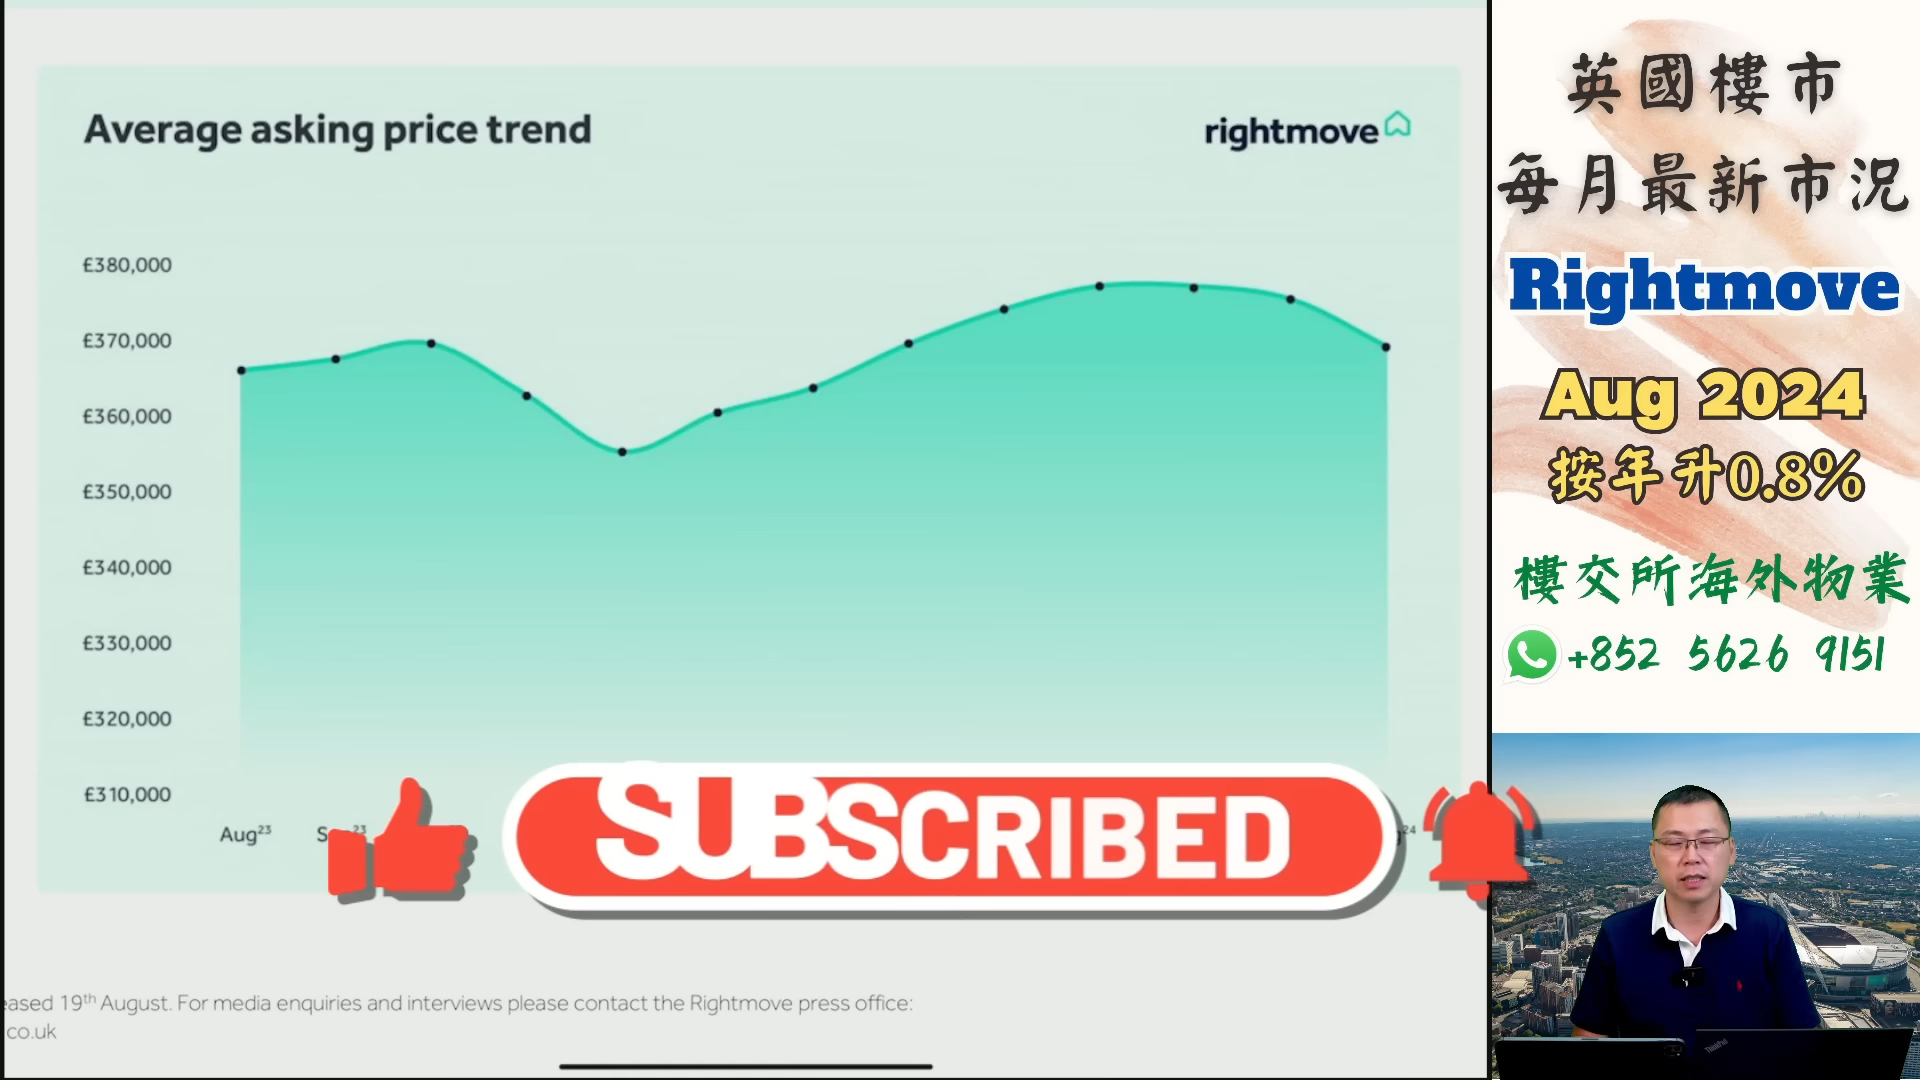 Average asking price trend
rightmove
£380,000
£370,000
£360,000
£350,000
£340,000
£330,000
£320,000
£310,000
Aug23
24
SUBSCRIBED
eased 19th August. For media enquiries and interviews please contact the Rightmove press office:
co.uk
英國樓市
每月最新市況
Rightmove
Aug 2024
按年升0.8%
樓交所海外物業
+852 5626 9151
ThinkPad